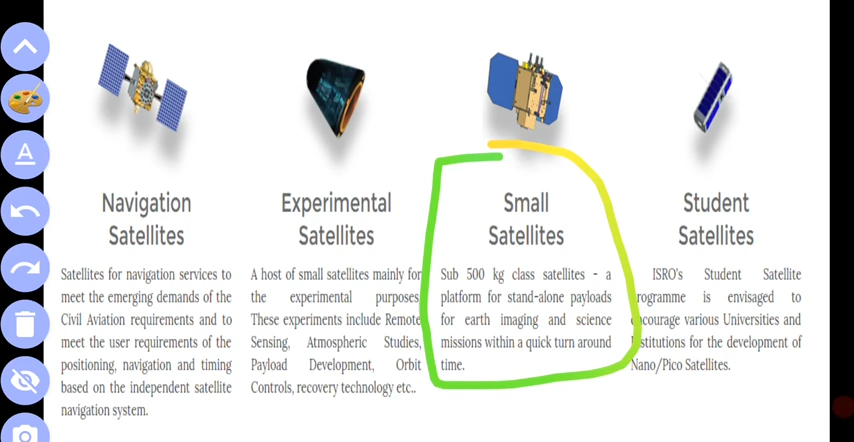 Navigation
Satellites
Satellites for navigation services to
meet the emerging demands of the
Civil Aviation requirements and to
meet the user requirements of the
positioning, navigation and timing
based on the independent satellite
navigation system.
Experimental
Satellites
A host of small satellites mainly for
the experimental purposes.
These experiments include Remote
Sensing, Atmospheric Studies,
Payload Development, Orbit
Controls, recovery technology etc..
Small
Satellites
Sub 500 kg class satellites - a
platform for stand-alone payloads
for earth imaging and science
missions within a quick turn around
time.
Student
Satellites
ISRO's Student Satellite
Programme is envisaged to
encourage various Universities and
Institutions for the development of
Nano/Pico Satellites.
A